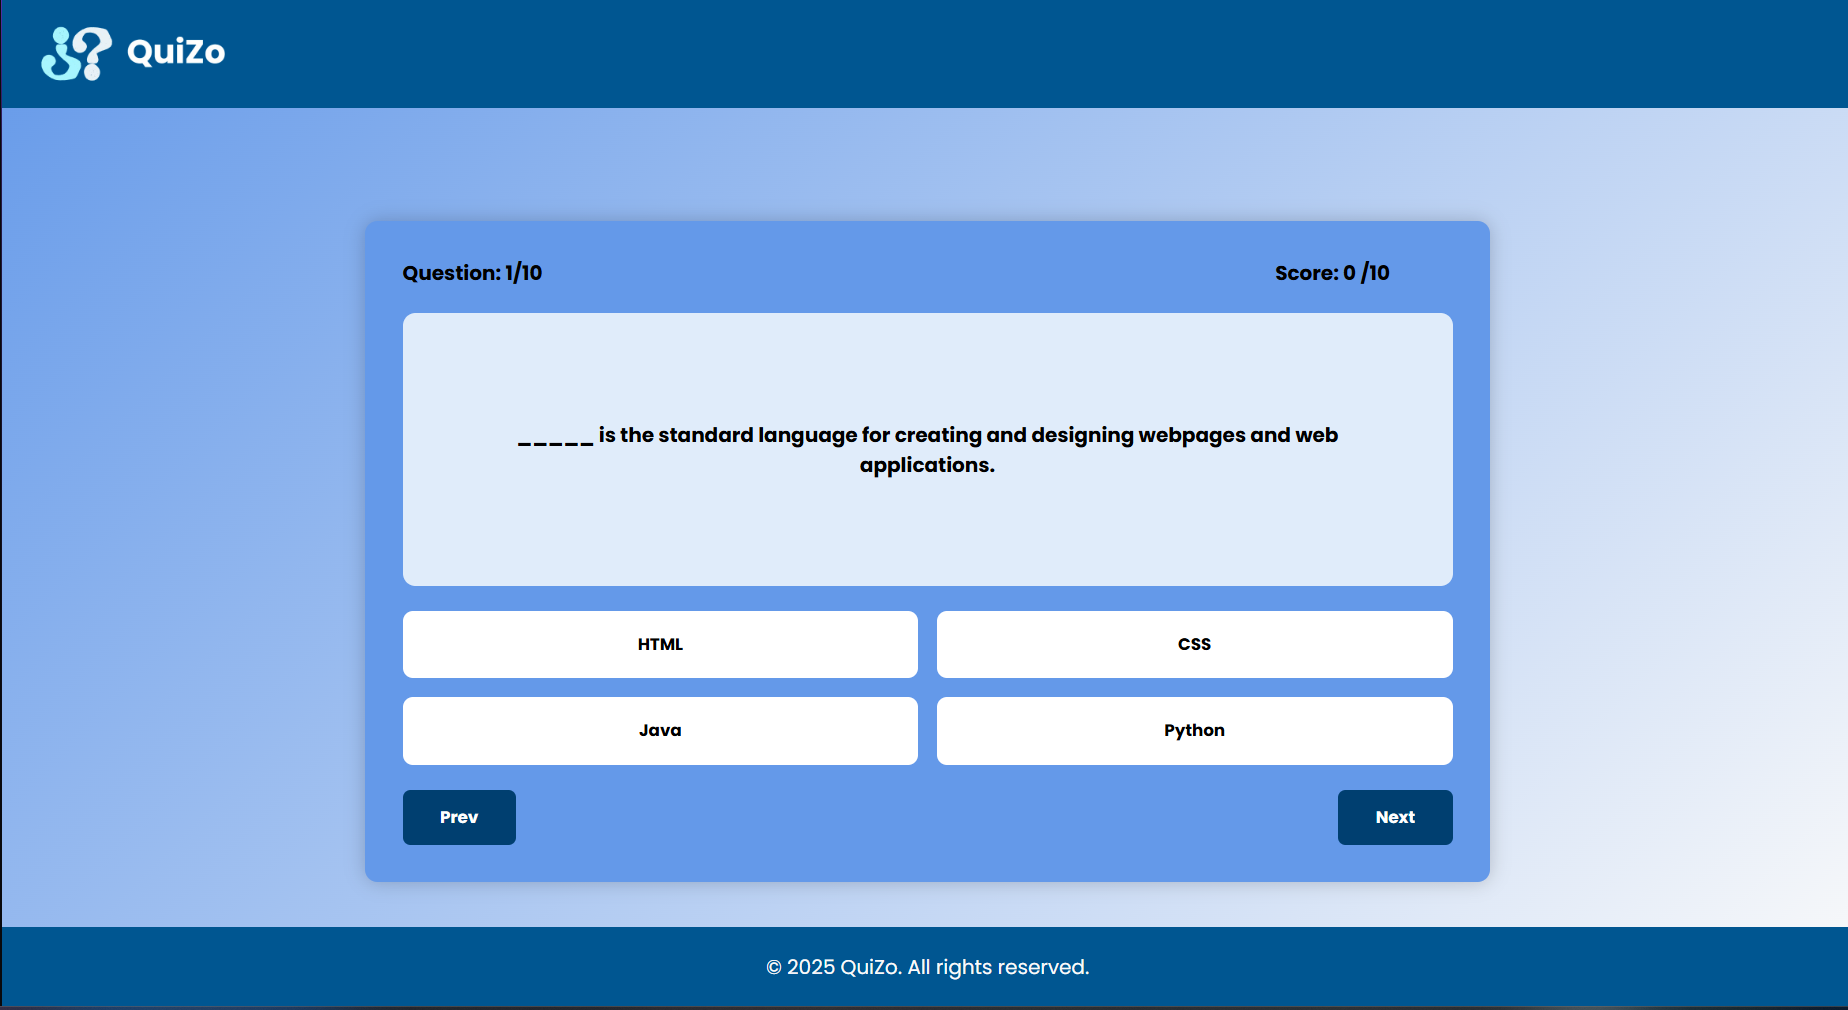 QuiZo
Question: 1/10
Score: 0 /10
_____ is the standard language for creating and designing webpages and web
applications.
HTML
CSS
Java
Python
Prev
Next
© 2025 QuiZo. All rights reserved.